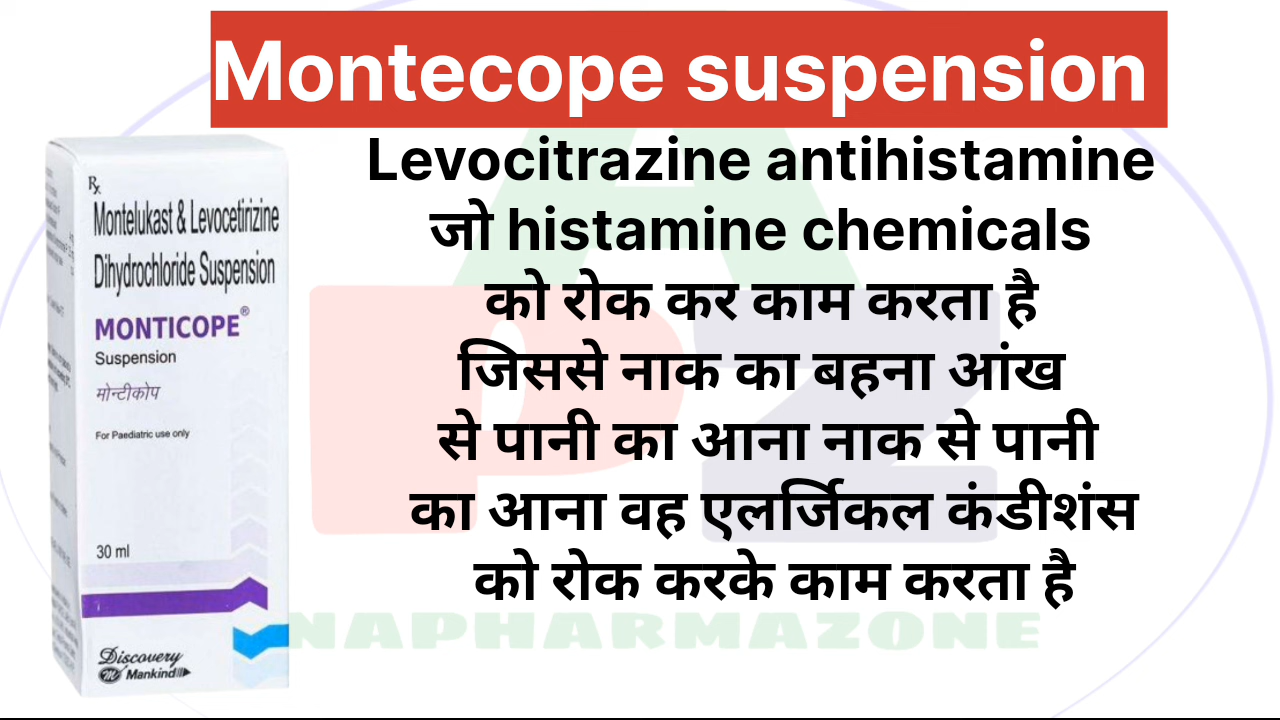 Montecope suspension
Levocitrazine antihistamine
जो histamine chemicals
को रोक कर काम करता है
जिससे नाक का बहना आंख
से पानी का आना नाक से पानी
का आना वह एलर्जिकल कंडीशंस
को रोक करके काम करता है
NAPHARMAZONE
Rx
Montelukast & Levocetirizine
Dihydrochloride Suspension
MONTICOPE®
Suspension
मोन्टीकोप
For Paediatric use only
30 ml
Discovery
Mankind